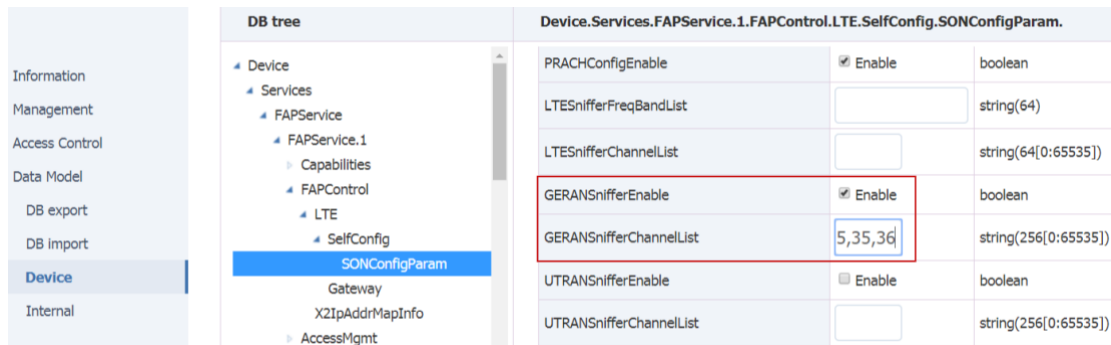 DB tree
Device.Services.FAPService.1.FAPControl.LTE.SelfConfig.SONConfigParam.
Information
Management
Access Control
Data Model
DB export
DB import
Device
Internal
Device
Services
FAPService
FAPService.1
Capabilities
FAPControl
LTE
SelfConfig
SONConfigParam
Gateway
X2IpAddrMapInfo
AccessMgmt
PRACHConfigEnable Enable boolean
LTESnifferFreqBandList string(64)
LTESnifferChannelList string(64[0:65535])
GERANSnifferEnable Enable boolean
GERANSnifferChannelList 5,35,36 string(256[0:65535])
UTRANSnifferEnable Enable boolean
UTRANSnifferChannelList string(256[0:65535])